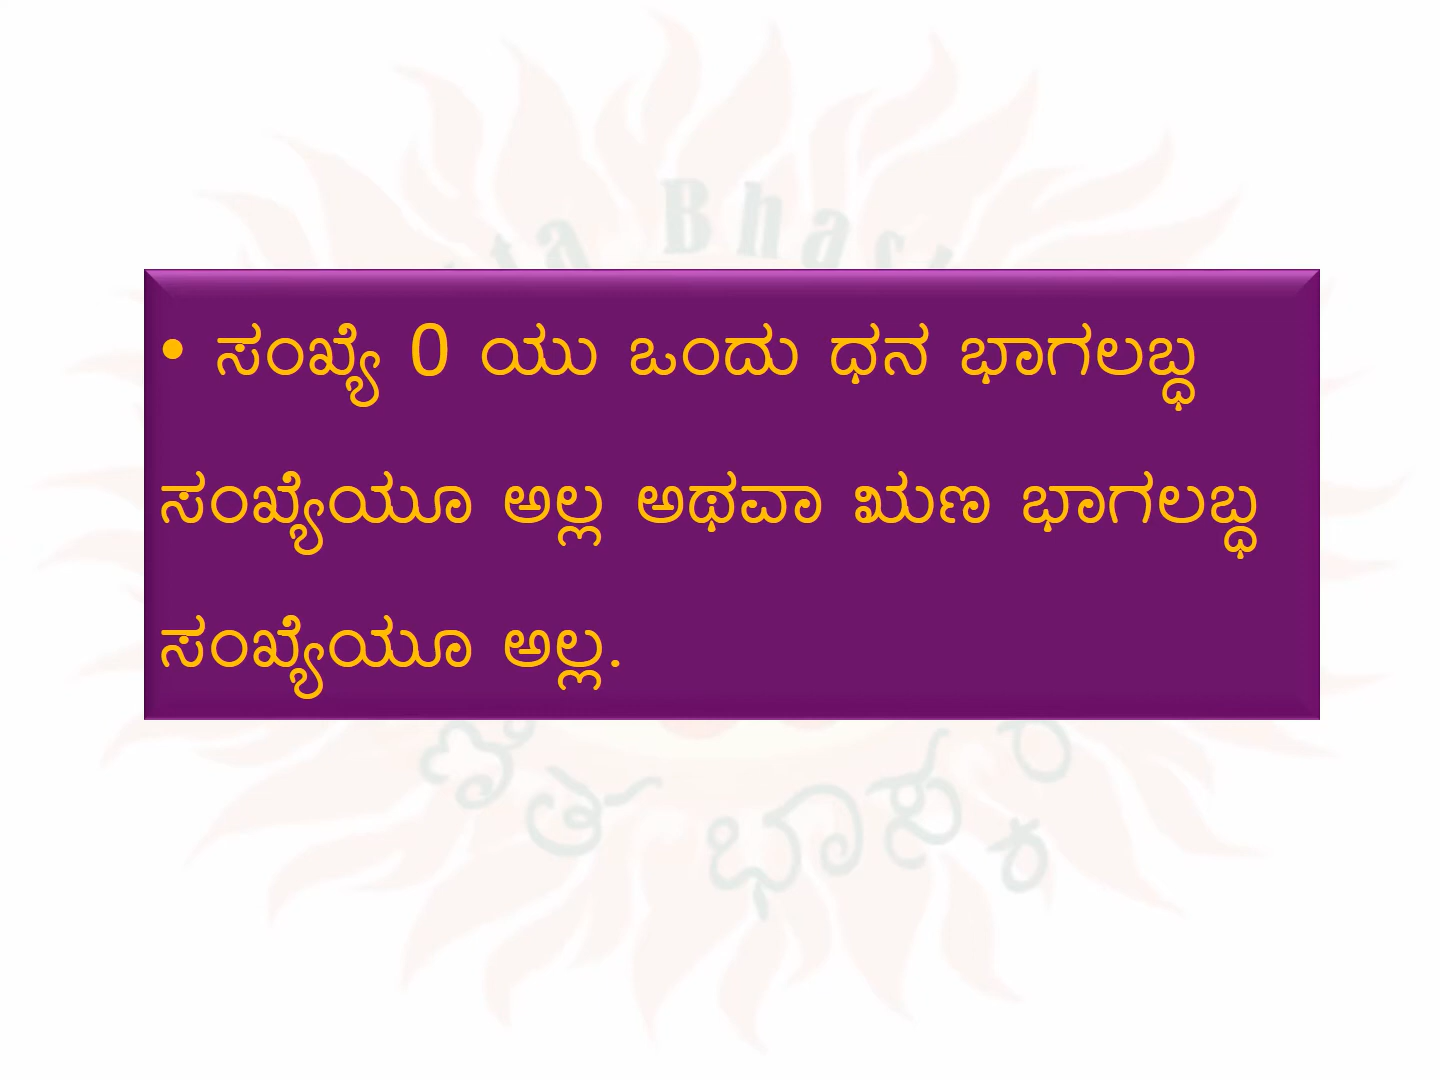 • ಸಂಖ್ಯೆ 0 ಯು ಒಂದು ಧನ ಭಾಗಲಬ್ಧ
ಸಂಖ್ಯೆಯೂ ಅಲ್ಲ ಅಥವಾ ಋಣ ಭಾಗಲಬ್ಧ
ಸಂಖ್ಯೆಯೂ ಅಲ್ಲ.